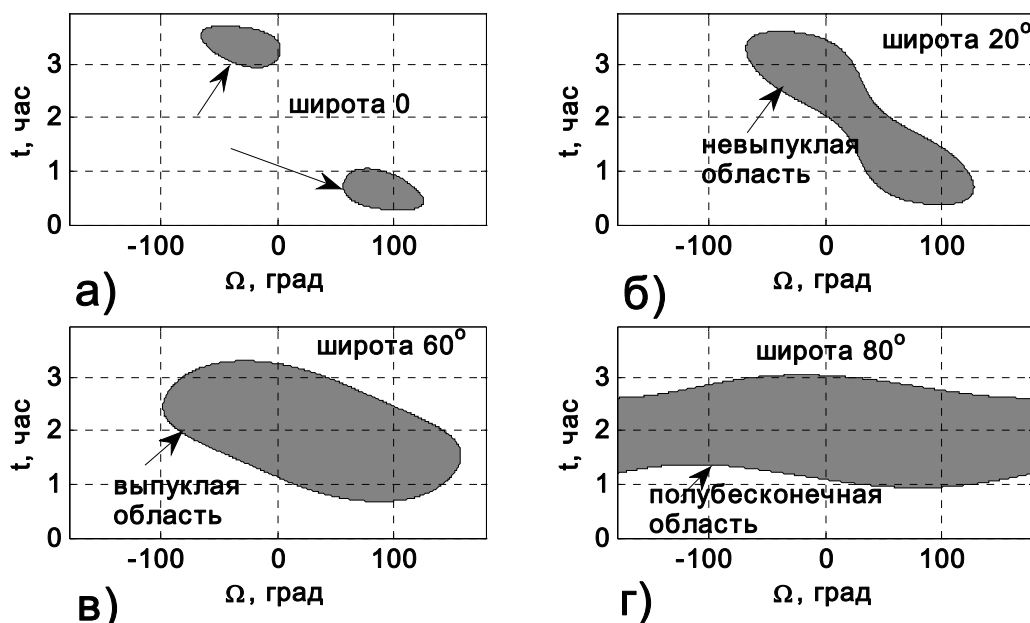 t, час
3
2
1
0
широта 0
-100
0
100
Ω, град
а)
t, час
3
2
1
0
широта 20°
невыпуклая
область
-100
0
100
Ω, град
б)
t, час
3
2
1
0
широта 60°
выпуклая
область
-100
0
100
Ω, град
в)
t, час
3
2
1
0
широта 80°
полубесконечная
область
-100
0
100
Ω, град
г)